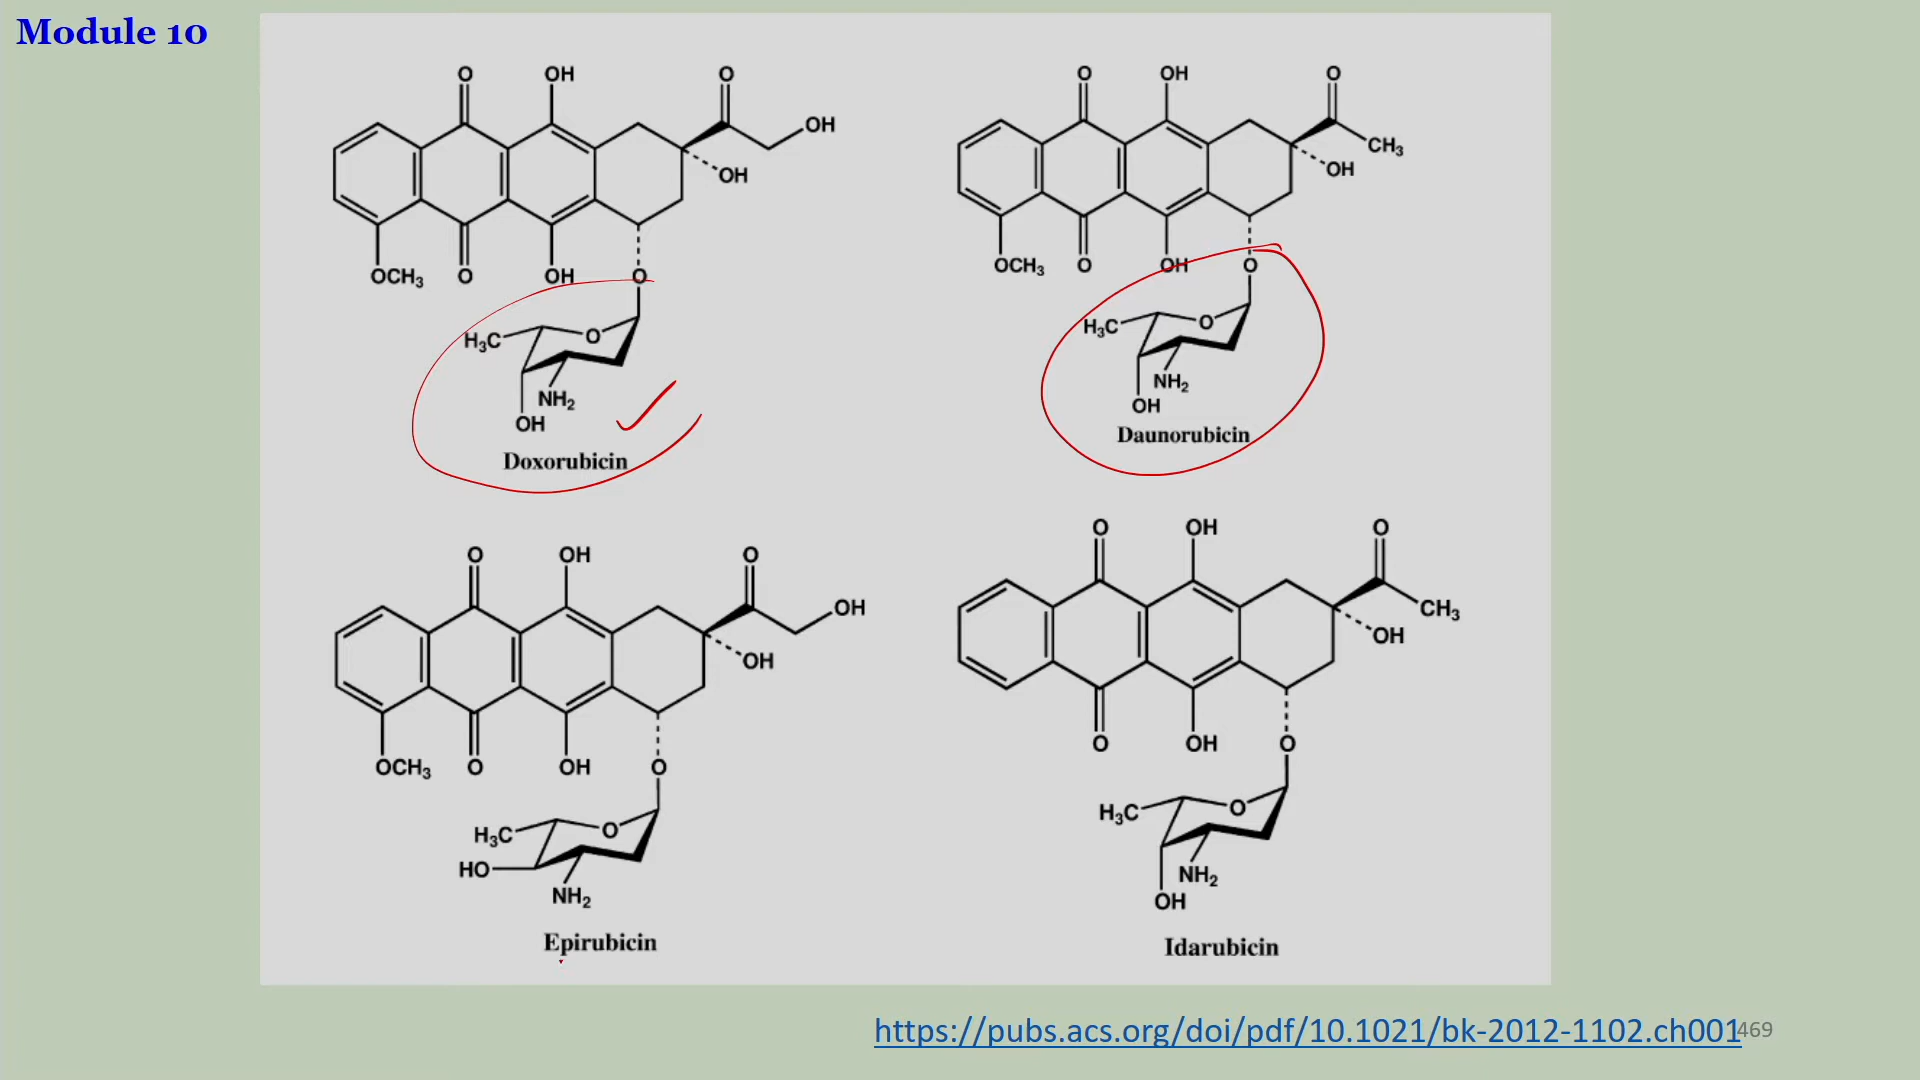 Module 10
O OH O
OH
OH
OCH3 O OH O
H3C O
NH2
OH
Doxorubicin
O OH O
CH3
OH
OCH3 O OH O
H3C O
NH2
OH
Daunorubicin
O OH O
OH
OH
OCH3 O OH O
H3C O
HO
NH2
Epirubicin
O OH O
CH3
OH
O OH O
H3C O
NH2
OH
Idarubicin
https://pubs.acs.org/doi/pdf/10.1021/bk-2012-1102.ch001
469